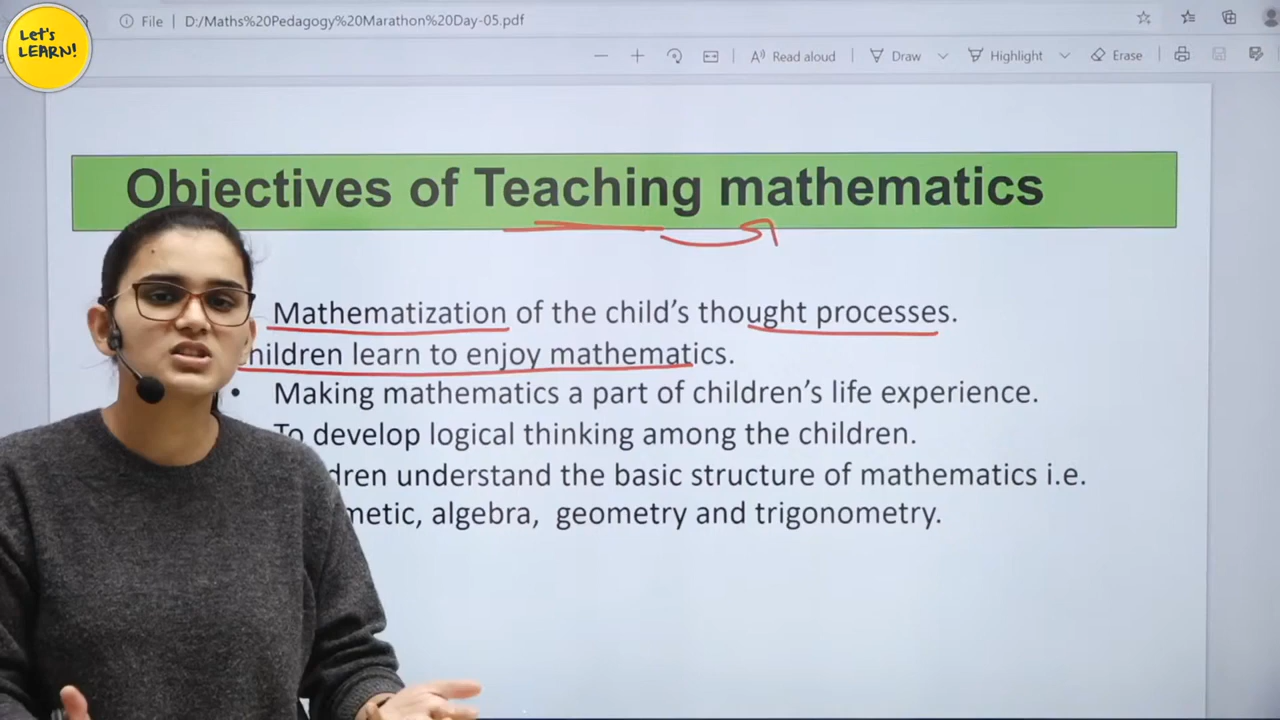 Let's
LEARN!
File
D:/Maths%20Pedagogy%20Marathon%20Day-05.pdf
Read aloud
Draw
Highlight
Erase
Objectives of Teaching mathematics
Mathematization of the child's thought processes.
hildren learn to enjoy mathematics.
• Making mathematics a part of children's life experience.
To develop logical thinking among the children.
dren understand the basic structure of mathematics i.e.
metic, algebra, geometry and trigonometry.